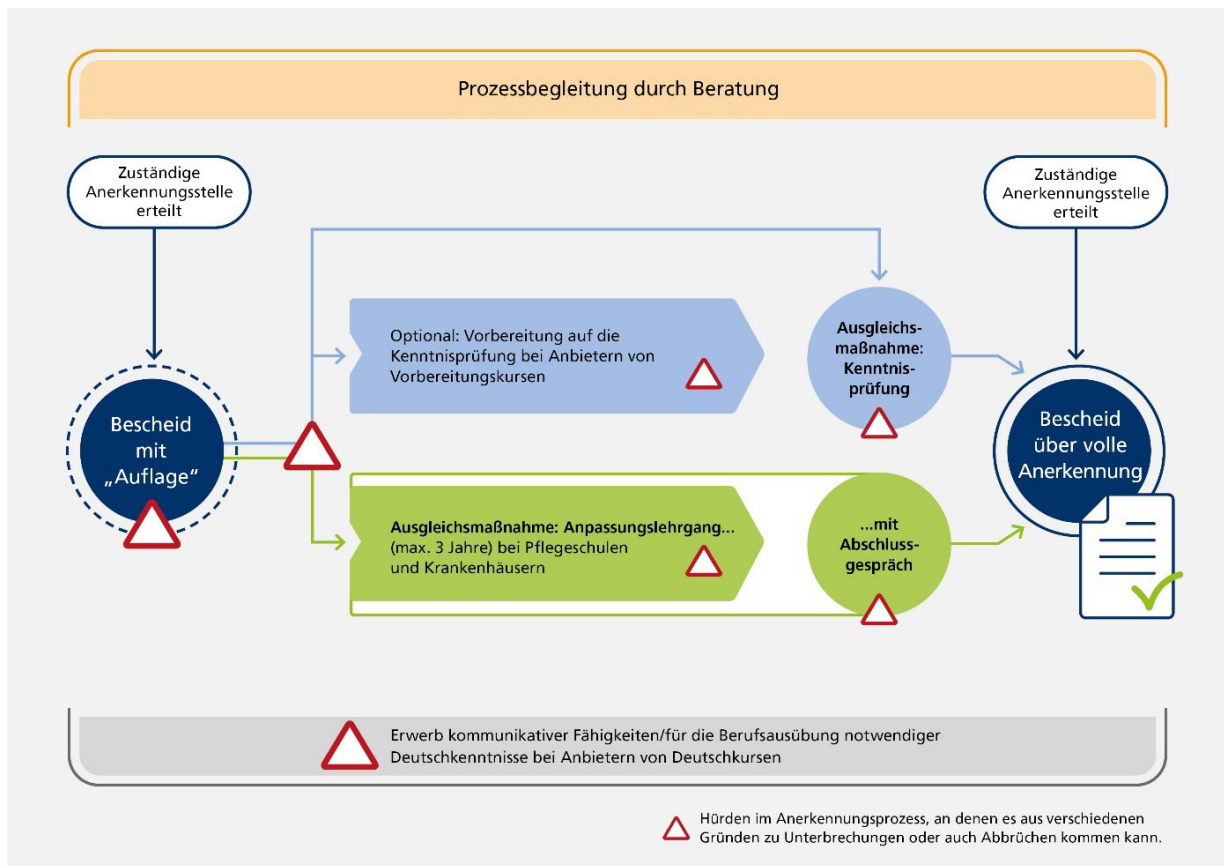 Prozessbegleitung durch Beratung
Zuständige
Anerkennungsstelle
erteilt
Zuständige
Anerkennungsstelle
erteilt
Optional: Vorbereitung auf die
Kenntnisprüfung bei Anbietern von
Vorbereitungskursen
Ausgleichs-
maßnahme:
Kenntnis-
prüfung
Bescheid
mit
„Auflage“
Bescheid
über volle
Anerkennung
Ausgleichsmaßnahme: Anpassungslehrgang...
(max. 3 Jahre) bei Pflegeschulen
und Krankenhäusern
...mit
Abschluss-
gespräch
Erwerb kommunikativer Fähigkeiten/für die Berufsausübung notwendiger
Deutschkenntnisse bei Anbietern von Deutschkursen
Hürden im Anerkennungsprozess, an denen es aus verschiedenen
Gründen zu Unterbrechungen oder auch Abbrüchen kommen kann.